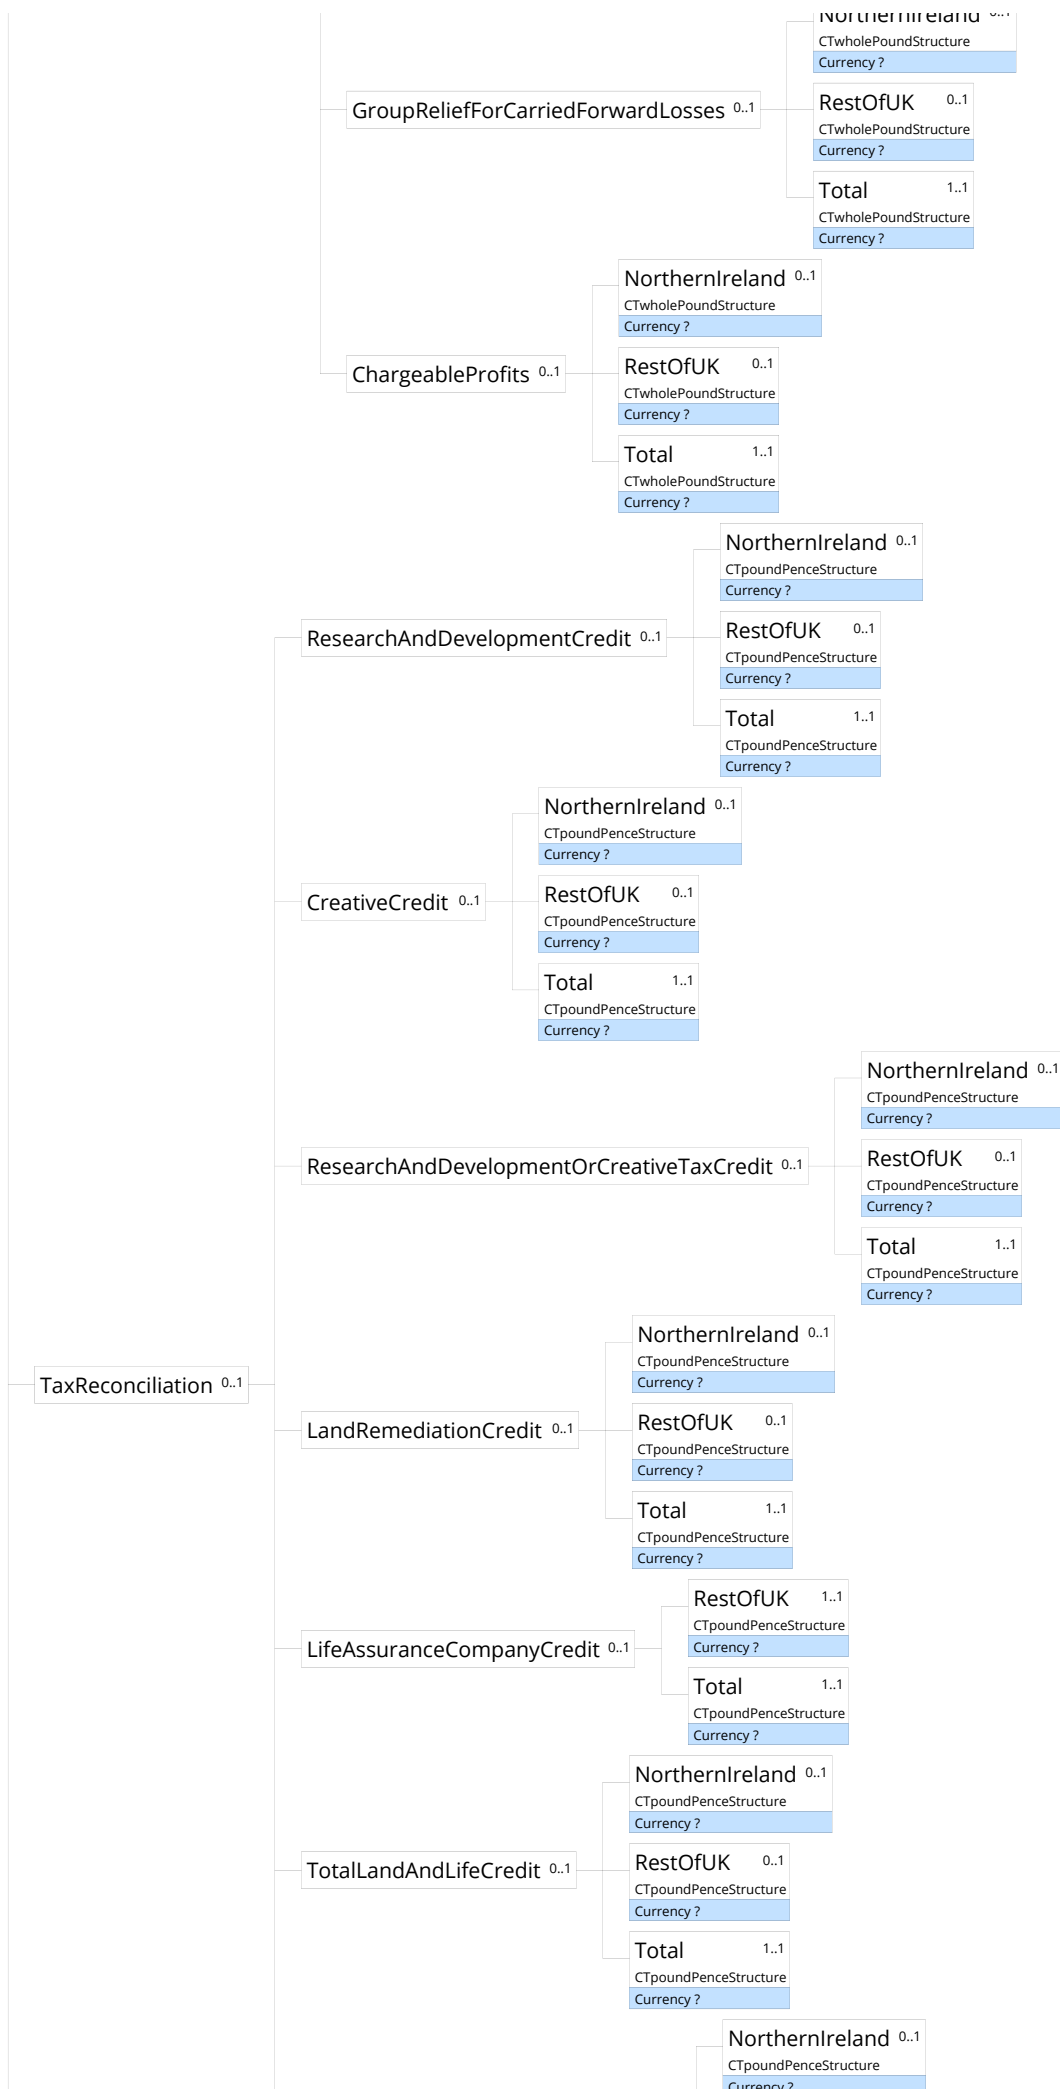 NorthernIreland 0..1
CTwholePoundStructure
Currency ?
GroupReliefForCarriedForwardLosses 0..1
RestOfUK 0..1
CTwholePoundStructure
Currency ?
Total 1..1
CTwholePoundStructure
Currency ?
NorthernIreland 0..1
CTwholePoundStructure
Currency ?
ChargeableProfits 0..1
RestOfUK 0..1
CTwholePoundStructure
Currency ?
Total 1..1
CTwholePoundStructure
Currency ?
NorthernIreland 0..1
CTpoundPenceStructure
Currency ?
ResearchAndDevelopmentCredit 0..1
RestOfUK 0..1
CTpoundPenceStructure
Currency ?
Total 1..1
CTpoundPenceStructure
Currency ?
NorthernIreland 0..1
CTpoundPenceStructure
Currency ?
CreativeCredit 0..1
RestOfUK 0..1
CTpoundPenceStructure
Currency ?
Total 1..1
CTpoundPenceStructure
Currency ?
NorthernIreland 0..1
CTpoundPenceStructure
Currency ?
ResearchAndDevelopmentOrCreativeTaxCredit 0..1
RestOfUK 0..1
CTpoundPenceStructure
Currency ?
Total 1..1
CTpoundPenceStructure
Currency ?
NorthernIreland 0..1
CTpoundPenceStructure
Currency ?
TaxReconciliation 0..1
LandRemediationCredit 0..1
RestOfUK 0..1
CTpoundPenceStructure
Currency ?
Total 1..1
CTpoundPenceStructure
Currency ?
RestOfUK 1..1
CTpoundPenceStructure
Currency ?
LifeAssuranceCompanyCredit 0..1
Total 1..1
CTpoundPenceStructure
Currency ?
NorthernIreland 0..1
CTpoundPenceStructure
Currency ?
TotalLandAndLifeCredit 0..1
RestOfUK 0..1
CTpoundPenceStructure
Currency ?
Total 1..1
CTpoundPenceStructure
Currency ?
NorthernIreland 0..1
CTpoundPenceStructure
Currency ?